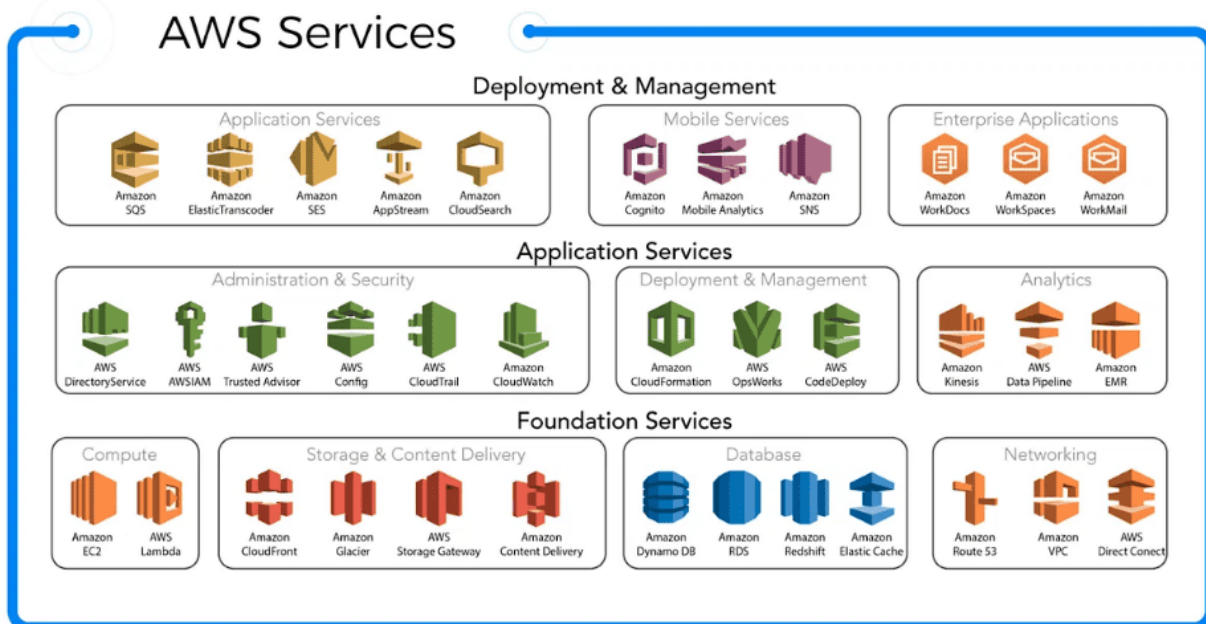 AWS Services
Deployment & Management
Application Services
Amazon
SQS
Amazon
ElasticTranscoder
Amazon
SES
Amazon
AppStream
Amazon
CloudSearch
Mobile Services
Amazon
Cognito
Amazon
Mobile Analytics
Amazon
SNS
Enterprise Applications
Amazon
WorkDocs
Amazon
WorkSpaces
Amazon
WorkMail
Application Services
Administration & Security
AWS
DirectoryService
AWS
AWSIAM
AWS
Trusted Advisor
AWS
Config
AWS
CloudTrail
Amazon
CloudWatch
Deployment & Management
Amazon
CloudFormation
AWS
OpsWorks
AWS
CodeDeploy
Analytics
Amazon
Kinesis
AWS
Data Pipeline
Amazon
EMR
Foundation Services
Compute
Amazon
EC2
AWS
Lambda
Storage & Content Delivery
Amazon
CloudFront
Amazon
Glacier
AWS
Storage Gateway
Amazon
Content Delivery
Database
Amazon
Dynamo DB
Amazon
RDS
Amazon
Redshift
Amazon
Elastic Cache
Networking
Amazon
Route 53
Amazon
VPC
AWS
Direct Conect